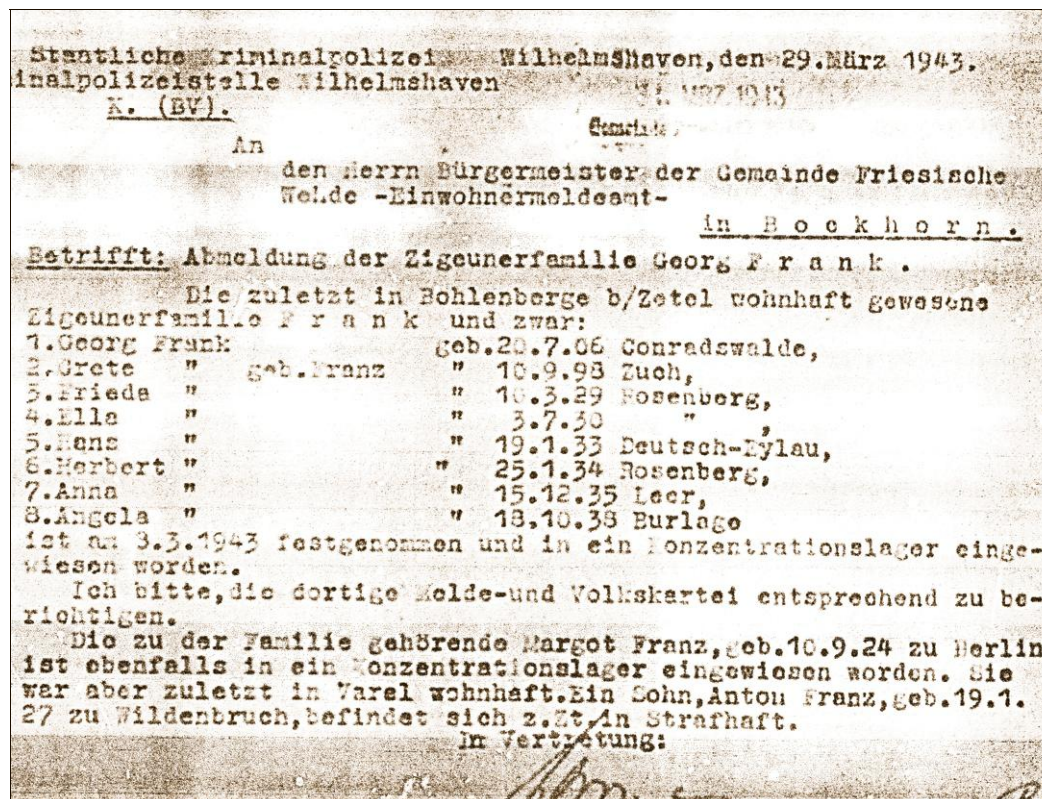 Staatliche Kriminalpolizei Wilhelmshaven,den 29.März 1943.
inalpolizeistelle Wilhelmshaven
31. MRZ 1943
K. (BV).
Gemeinde
An
den Herrn Bürgermeister der Gemeinde Friesische
Wehde -Einwohnermeldeamt-
in B o c k h o r n .
Betrifft: Abmeldung der Zigeunerfamilie Georg F r a n k .
Die zuletzt in Bohlenberge b/Zetel wohnhaft gewesene
Zigeunerfamilie F r a n k und zwar:
1.Georg Frank geb.20.7.06 Conradswalde,
2.Grete " geb.Franz " 10.9.98 Zuch,
3.Frieda " " 10.3.29 Rosenberg,
4.Ella " " 3.7.30 " ,
5.Hans " " 19.1.33 Deutsch-Eylau,
6.Herbert " " 25.1.34 Rosenberg,
7.Anna " " 15.12.35 Leer,
8.Angela " " 18.10.38 Burlage
ist am 8.3.1943 festgenommen und in ein Konzentrationslager einge-
wiesen worden.
Ich bitte,die dortige Melde-und Volkskartei entsprechend zu be-
richtigen.
Die zu der Familie gehörende Margot Franz,geb.10.9.24 zu Berlin
ist ebenfalls in ein Konzentrationslager eingewiesen worden. Sie
war aber zuletzt in Varel wohnhaft.Ein Sohn,Anton Franz,geb.19.1.
27 zu Wildenbruch,befindet sich z.Zt.in Strafhaft.
In Vertretung: